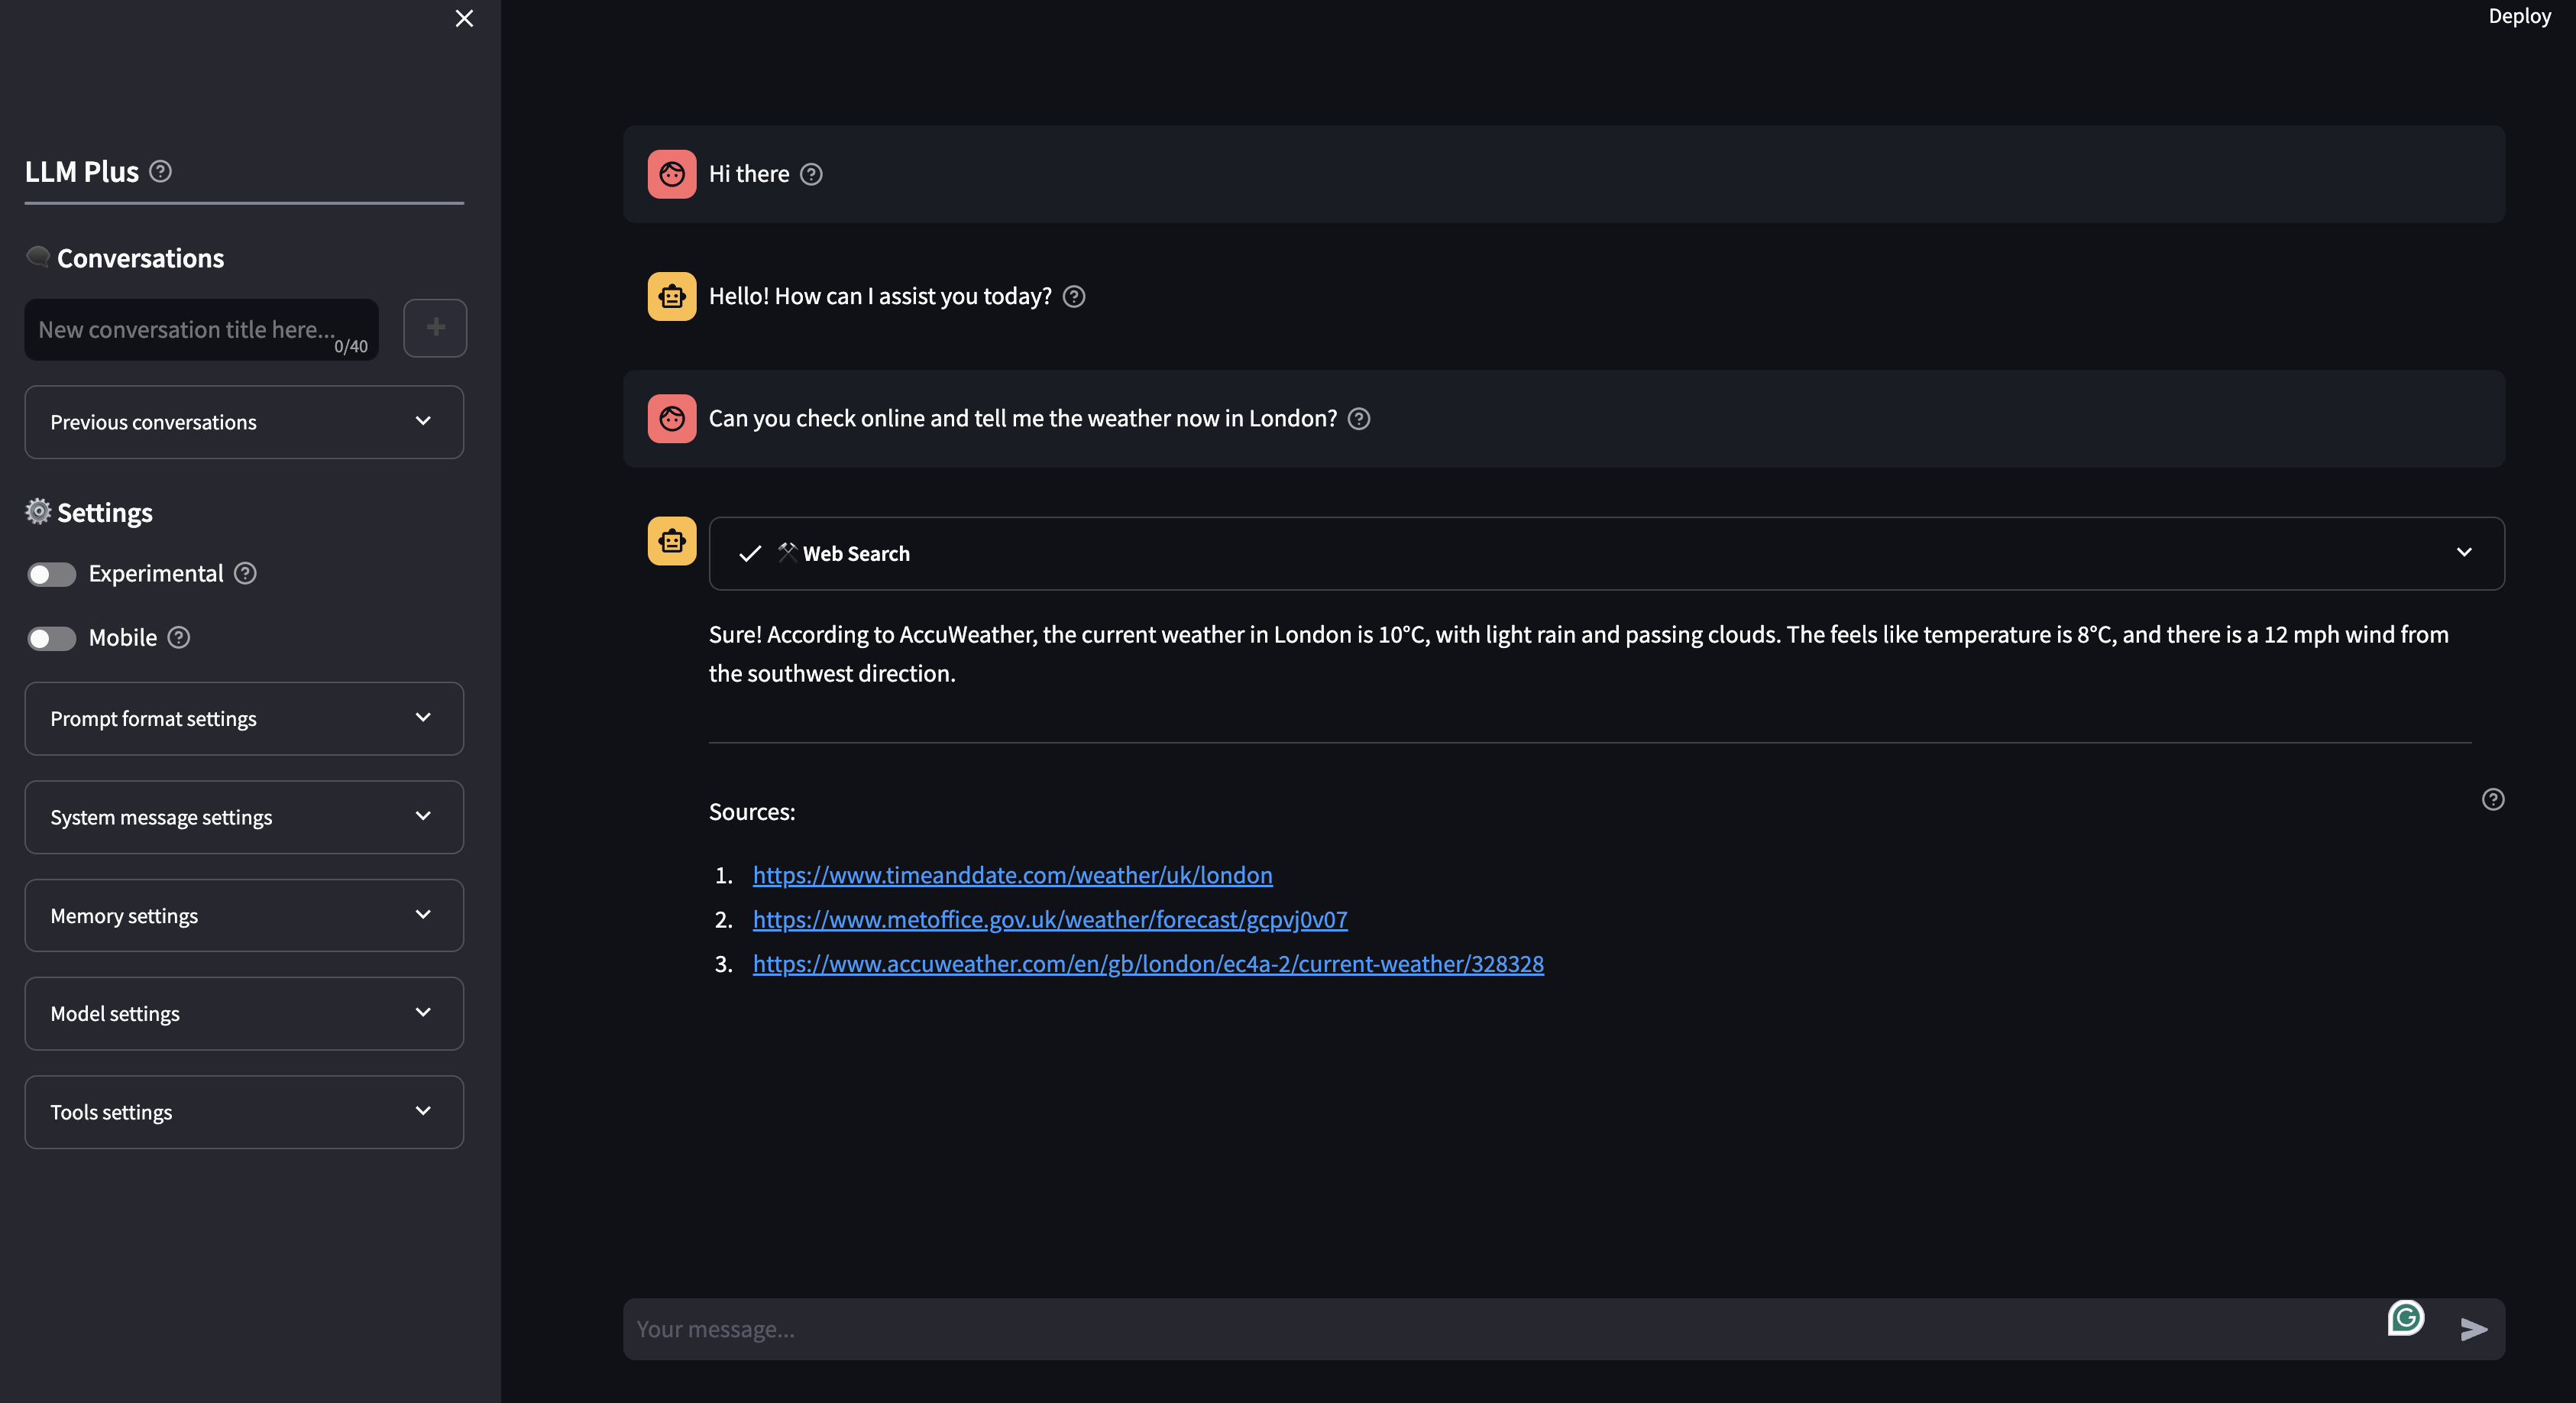 Deploy
LLM Plus
Conversations
New conversation title here...
0/40
Previous conversations
Settings
Experimental
Mobile
Prompt format settings
System message settings
Memory settings
Model settings
Tools settings
Hi there
Hello! How can I assist you today?
Can you check online and tell me the weather now in London?
Web Search
Sure! According to AccuWeather, the current weather in London is 10°C, with light rain and passing clouds. The feels like temperature is 8°C, and there is a 12 mph wind from
the southwest direction.
Sources:
1. https://www.timeanddate.com/weather/uk/london
2. https://www.metoffice.gov.uk/weather/forecast/gcpvj0v07
3. https://www.accuweather.com/en/gb/london/ec4a-2/current-weather/328328
Your message...